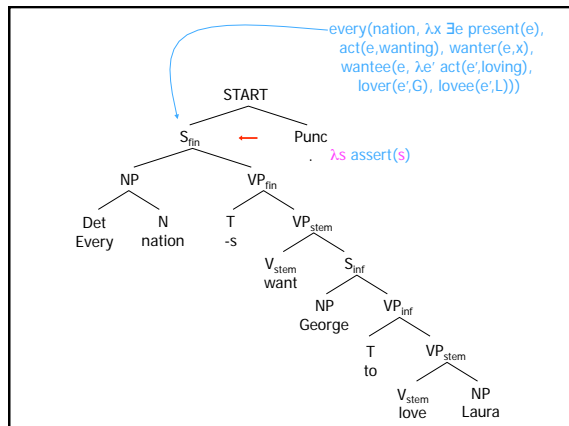 every(nation, λx ∃e present(e),
act(e,wanting), wanter(e,x),
wantee(e, λe' act(e',loving),
lover(e',G), lovee(e',L)))
START
Sfin
Punc
. λs assert(s)
NP
VPfin
Det
N
T
VPstem
Every
nation
-s
Vstem
Sinf
want
NP
VPinf
George
T
VPstem
to
Vstem
NP
love
Laura